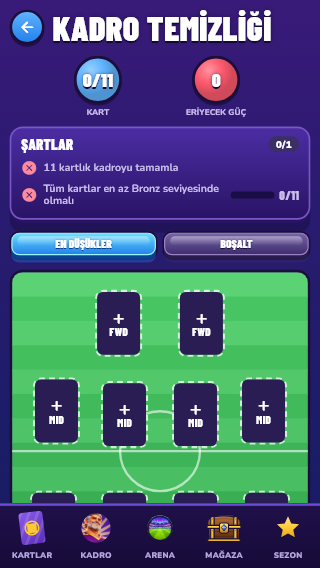 KADRO TEMİZLİĞİ
0/11
0
KART
ERİYECEK GÜÇ
ŞARTLAR
0/1
11 kartlık kadroyu tamamla
Tüm kartlar en az Bronz seviyesinde
olmalı
0/11
EN DÜŞÜKLER
BOŞALT
+
+
FWD
FWD
+
+
+
+
MID
MID
MID
MID
KARTLAR
KADRO
ARENA
MAĞAZA
SEZON